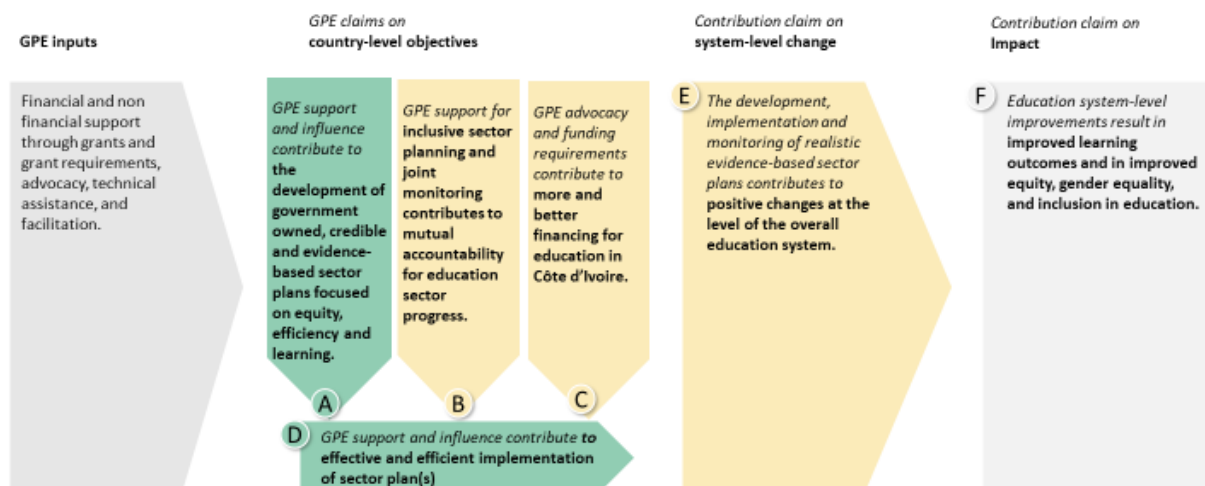 GPE inputs
GPE claims on
country-level objectives
Contribution claim on
system-level change
Contribution claim on
Impact
Financial and non
financial support
through grants and
grant requirements,
advocacy, technical
assistance, and
facilitation.
GPE support
and influence
contribute to
the
development of
government
owned, credible
and evidence-
based sector
plans focused
on equity,
efficiency and
learning.
A
GPE support for
inclusive sector
planning and
joint
monitoring
contributes to
mutual
accountability
for education
sector
progress.
B
GPE advocacy
and funding
requirements
contribute to
more and
better
financing for
education in
Côte d'Ivoire.
C
D
GPE support and influence contribute to
effective and efficient implementation
of sector plan(s)
E
The development,
implementation and
monitoring of realistic
evidence-based sector
plans contributes to
positive changes at the
level of the overall
education system.
F
Education system-level
improvements result in
improved learning
outcomes and in improved
equity, gender equality,
and inclusion in education.